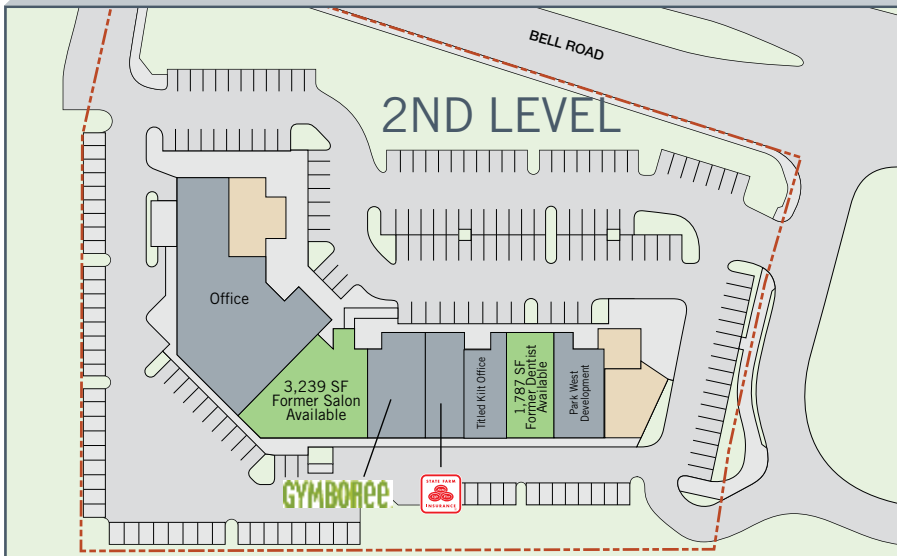 BELL ROAD
2ND LEVEL
Office
3,239 SF
Former Salon
Available
Titled Kilt Office
1,787 SF
Former Dentist
Available
Park West
Development
GYMBOREE
STATE FARM
INSURANCE